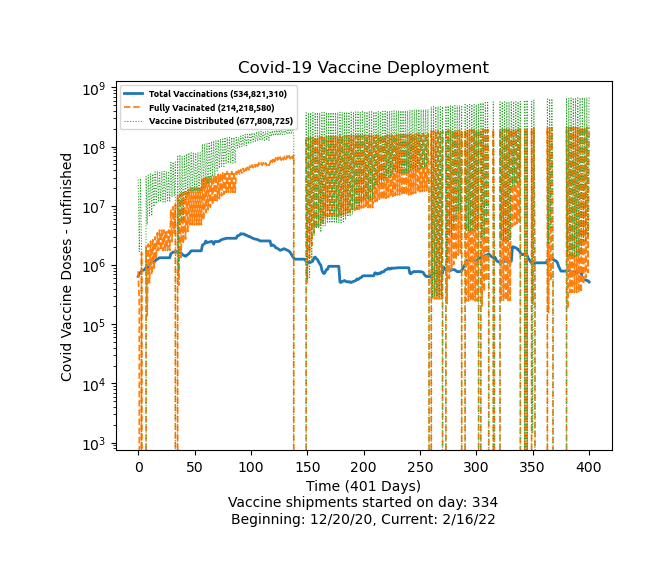 Covid-19 Vaccine Deployment
Covid Vaccine Doses - unfinished
10⁹
10⁸
10⁷
10⁶
10⁵
10⁴
10³
Total Vaccinations (534,821,310)
Fully Vacinated (214,218,580)
Vaccine Distributed (677,808,725)
0 50 100 150 200 250 300 350 400
Time (401 Days)
Vaccine shipments started on day: 334
Beginning: 12/20/20, Current: 2/16/22